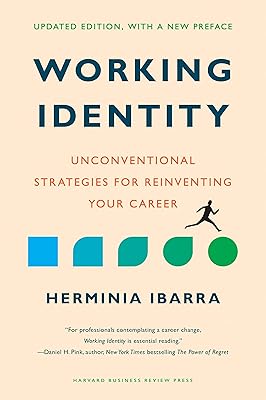 UPDATED EDITION, WITH A NEW PREFACE
WORKING
IDENTITY
UNCONVENTIONAL
STRATEGIES FOR REINVENTING
YOUR CAREER
HERMINIA IBARRA
“For professionals contemplating a career change,
Working Identity is essential reading.”
—Daniel H. Pink, author, New York Times bestselling The Power of Regret
HARVARD BUSINESS REVIEW PRESS